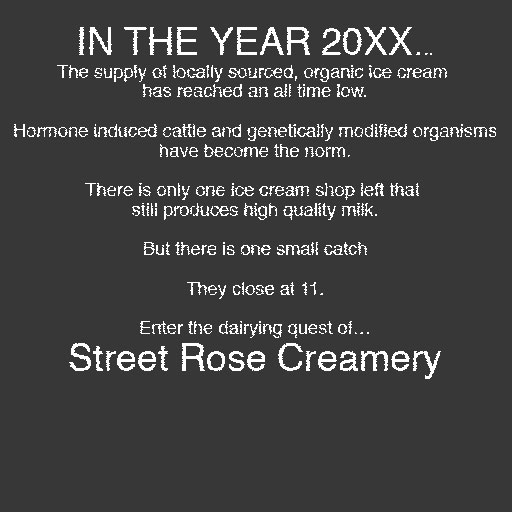 IN THE YEAR 20XX...
The supply of locally sourced, organic ice cream
has reached an all time low.
Hormone induced cattle and genetically modified organisms
have become the norm.
There is only one ice cream shop left that
still produces high quality milk.
But there is one small catch
They close at 11.
Enter the dairying quest of...
Street Rose Creamery